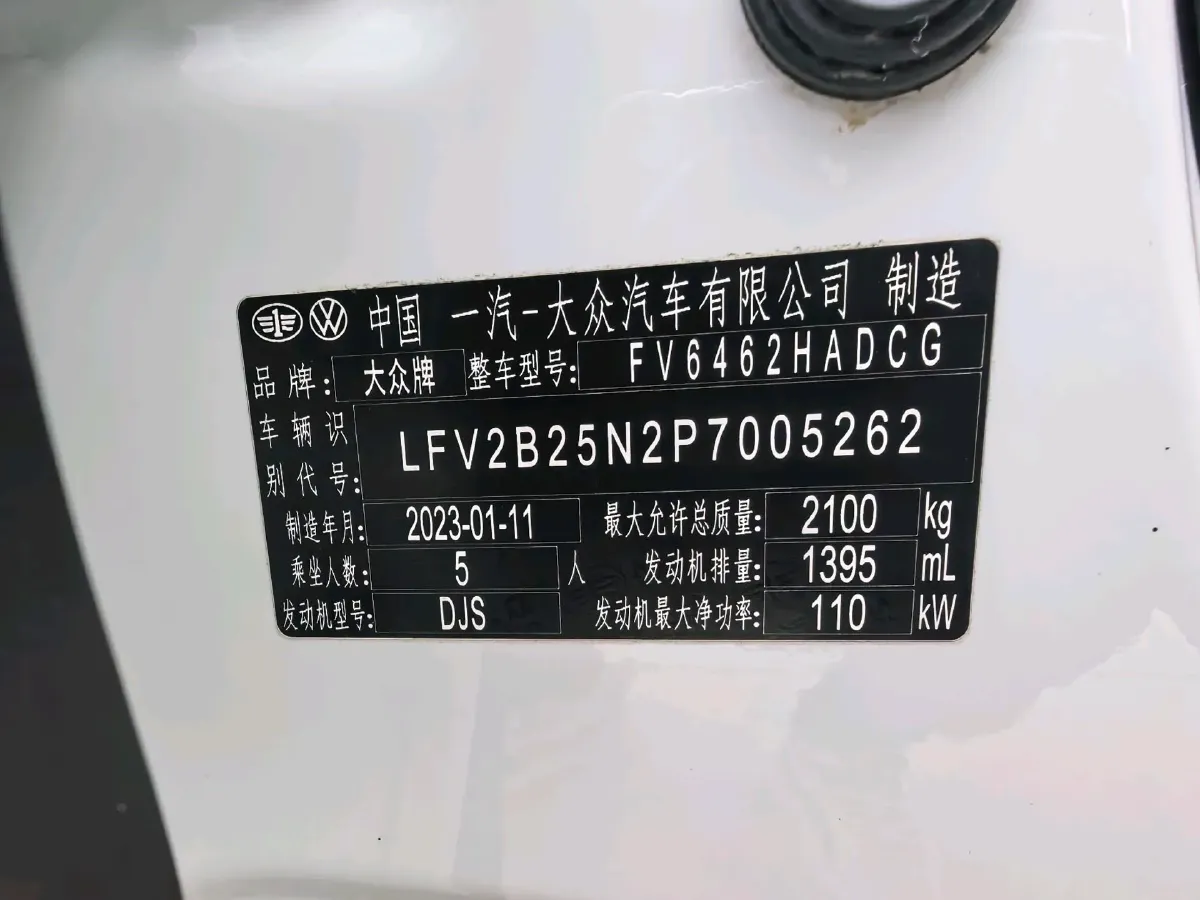 中国 一汽-大众汽车有限公司 制造
品牌: 大众牌 整车型号: FV6462HADCG
车辆识别代号: LFV2B25N2P7005262
制造年月: 2023-01-11 最大允许总质量: 2100 kg
乘坐人数: 5 人 发动机排量: 1395 mL
发动机型号: DJS 发动机最大净功率: 110 kW